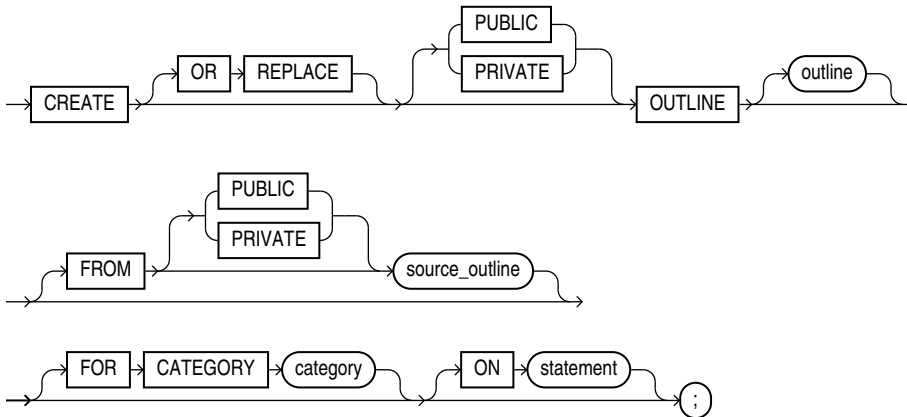 PUBLIC
OR REPLACE PRIVATE outline
CREATE OUTLINE
PUBLIC
PRIVATE
FROM source_outline
FOR CATEGORY category ON statement
;